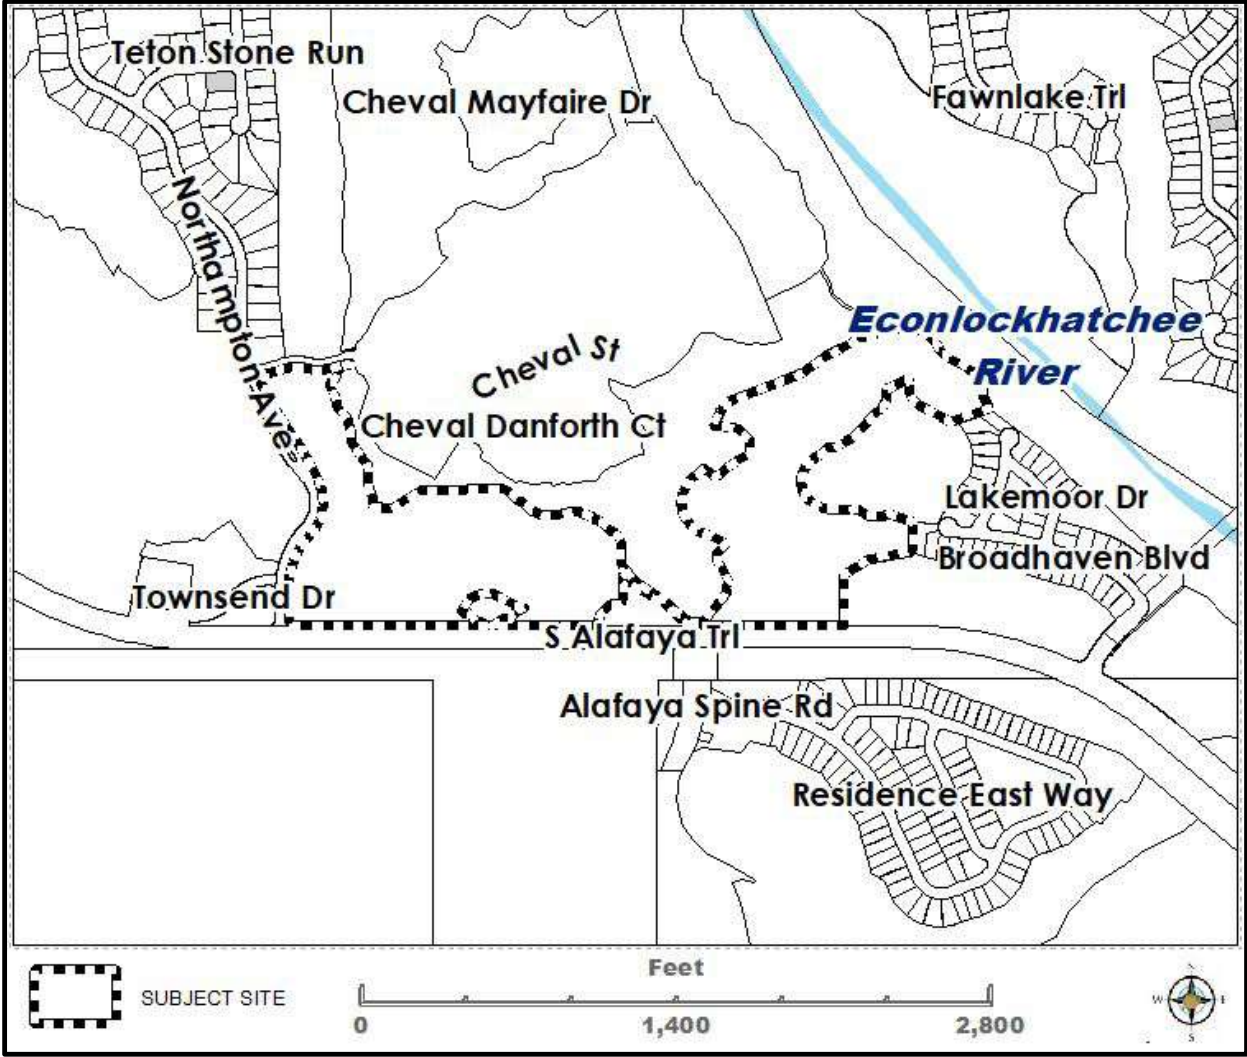 Teton Stone Run
Cheval Mayfaire Dr
Fawnlake Trl
Northampton Ave
Econlockhatchee
River
Cheval St
Cheval Danforth Ct
Lakemoor Dr
Broadhaven Blvd
Townsend Dr
S Alafaya Trl
Alafaya Spine Rd
Residence East Way
SUBJECT SITE
Feet
0
1,400
2,800
N
W
E
S